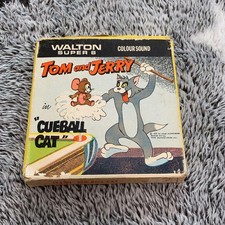 WALTON
SUPER 8
COLOUR SOUND
TOM and JERRY
in
"CUEBALL
CAT"